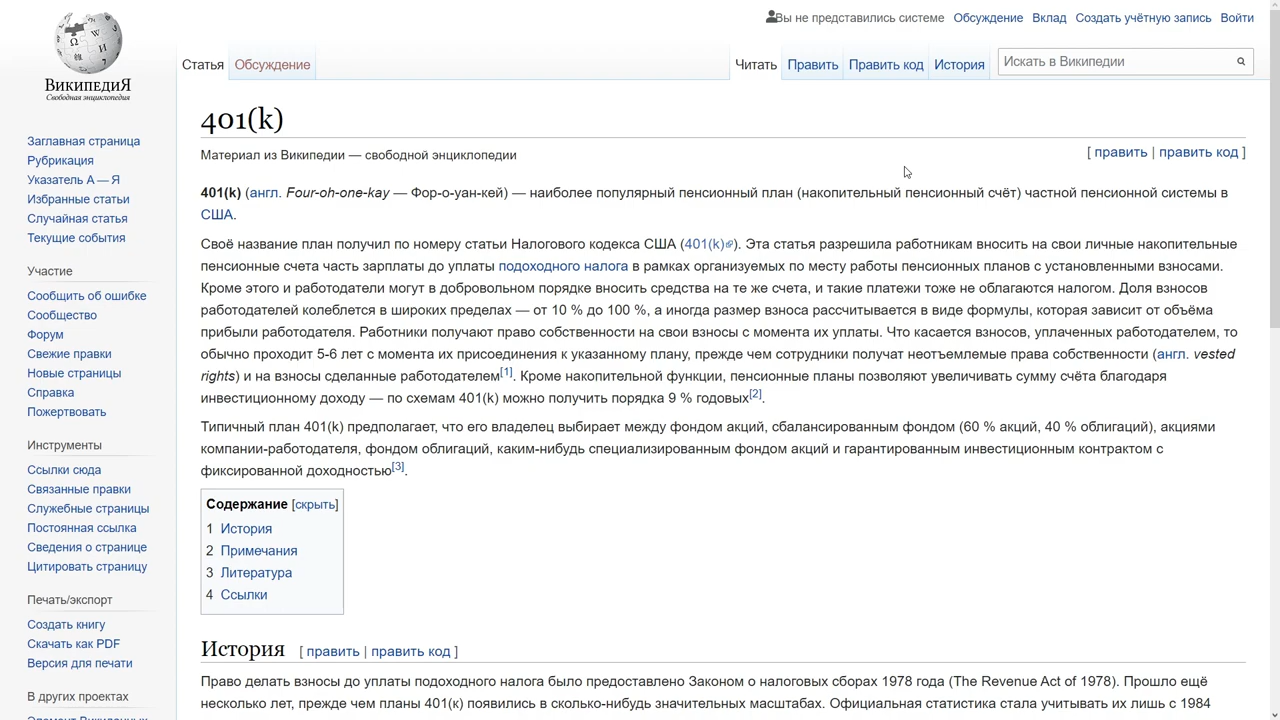 Вы не представились системе Обсуждение Вклад Создать учётную запись Войти
Статья Обсуждение Читать Править Править код История Искать в Википедии
ВикипедиЯ
Свободная энциклопедия
Заглавная страница
Рубрикация
Указатель А — Я
Избранные статьи
Случайная статья
Текущие события
Участие
Сообщить об ошибке
Сообщество
Форум
Свежие правки
Новые страницы
Справка
Пожертвовать
Инструменты
Ссылки сюда
Связанные правки
Служебные страницы
Постоянная ссылка
Сведения о странице
Цитировать страницу
Печать/экспорт
Создать книгу
Скачать как PDF
Версия для печати
В других проектах
401(k)
Материал из Википедии — свободной энциклопедии [ править | править код ]
401(k) (англ. Four-oh-one-kay — Фор-о-уан-кей) — наиболее популярный пенсионный план (накопительный пенсионный счёт) частной пенсионной системы в
США.
Своё название план получил по номеру статьи Налогового кодекса США (401(k)). Эта статья разрешила работникам вносить на свои личные накопительные
пенсионные счета часть зарплаты до уплаты подоходного налога в рамках организуемых по месту работы пенсионных планов с установленными взносами.
Кроме этого и работодатели могут в добровольном порядке вносить средства на те же счета, и такие платежи тоже не облагаются налогом. Доля взносов
работодателей колеблется в широких пределах — от 10 % до 100 %, а иногда размер взноса рассчитывается в виде формулы, которая зависит от объёма
прибыли работодателя. Работники получают право собственности на свои взносы с момента их уплаты. Что касается взносов, уплаченных работодателем, то
обычно проходит 5-6 лет с момента их присоединения к указанному плану, прежде чем сотрудники получат неотъемлемые права собственности (англ. vested
rights) и на взносы сделанные работодателем[1]. Кроме накопительной функции, пенсионные планы позволяют увеличивать сумму счёта благодаря
инвестиционному доходу — по схемам 401(k) можно получить порядка 9 % годовых[2].
Типичный план 401(k) предполагает, что его владелец выбирает между фондом акций, сбалансированным фондом (60 % акций, 40 % облигаций), акциями
компании-работодателя, фондом облигаций, каким-нибудь специализированным фондом акций и гарантированным инвестиционным контрактом с
фиксированной доходностью[3].
Содержание [скрыть]
1 История
2 Примечания
3 Литература
4 Ссылки
История [ править | править код ]
Право делать взносы до уплаты подоходного налога было предоставлено Законом о налоговых сборах 1978 года (The Revenue Act of 1978). Прошло ещё
несколько лет, прежде чем планы 401(к) появились в сколько-нибудь значительных масштабах. Официальная статистика стала учитывать их лишь с 1984